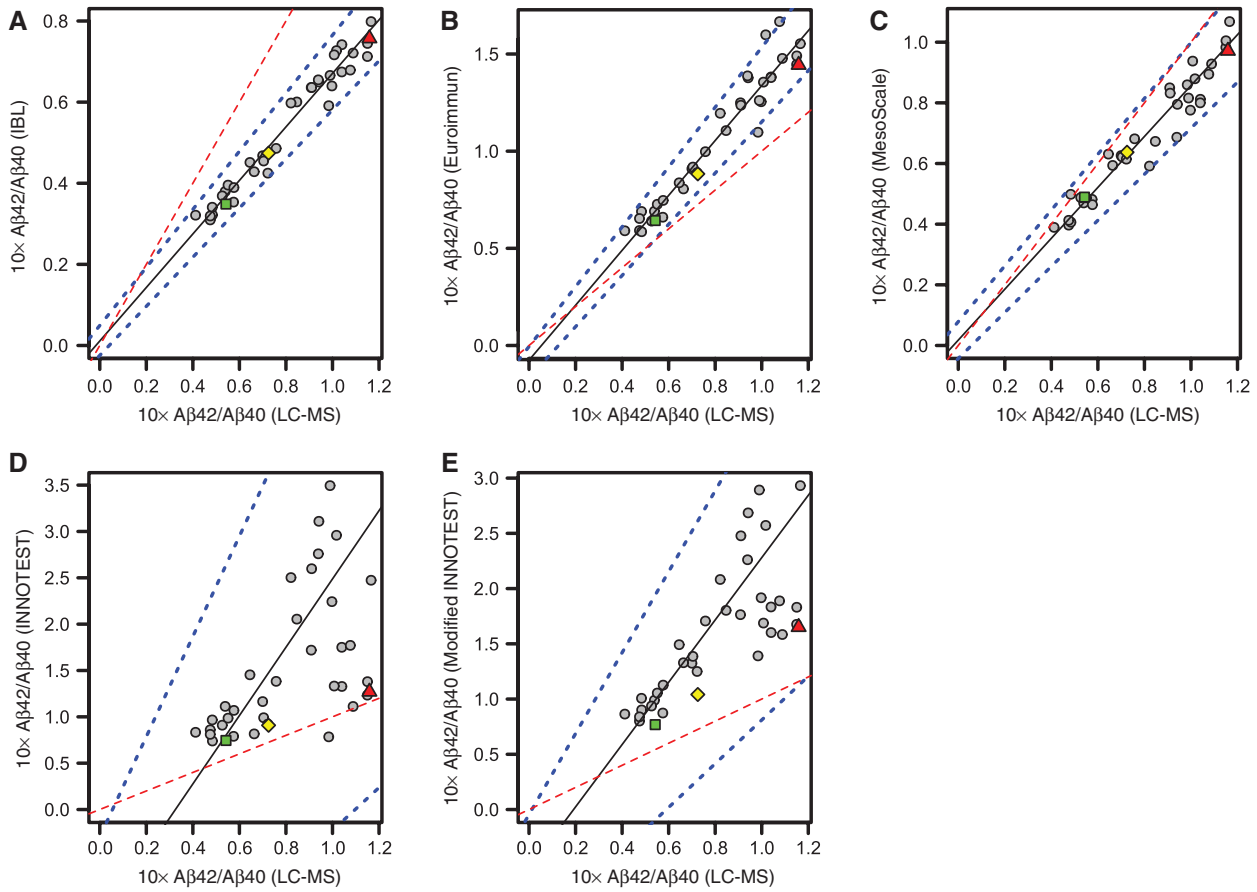 A
10× Aβ42/Aβ40 (IBL)
0.8
0.6
0.4
0.2
0.0
0.0 0.2 0.4 0.6 0.8 1.0 1.2
10× Aβ42/Aβ40 (LC-MS)
B
10× Aβ42/Aβ40 (Euroimmun)
1.5
1.0
0.5
0.0
0.0 0.2 0.4 0.6 0.8 1.0 1.2
10× Aβ42/Aβ40 (LC-MS)
C
10× Aβ42/Aβ40 (MesoScale)
1.0
0.8
0.6
0.4
0.2
0.0
0.0 0.2 0.4 0.6 0.8 1.0 1.2
10× Aβ42/Aβ40 (LC-MS)
D
10× Aβ42/Aβ40 (INNOTEST)
3.5
3.0
2.5
2.0
1.5
1.0
0.5
0.0
0.0 0.2 0.4 0.6 0.8 1.0 1.2
10× Aβ42/Aβ40 (LC-MS)
E
10× Aβ42/Aβ40 (Modified INNOTEST)
3.0
2.5
2.0
1.5
1.0
0.5
0.0
0.0 0.2 0.4 0.6 0.8 1.0 1.2
10× Aβ42/Aβ40 (LC-MS)